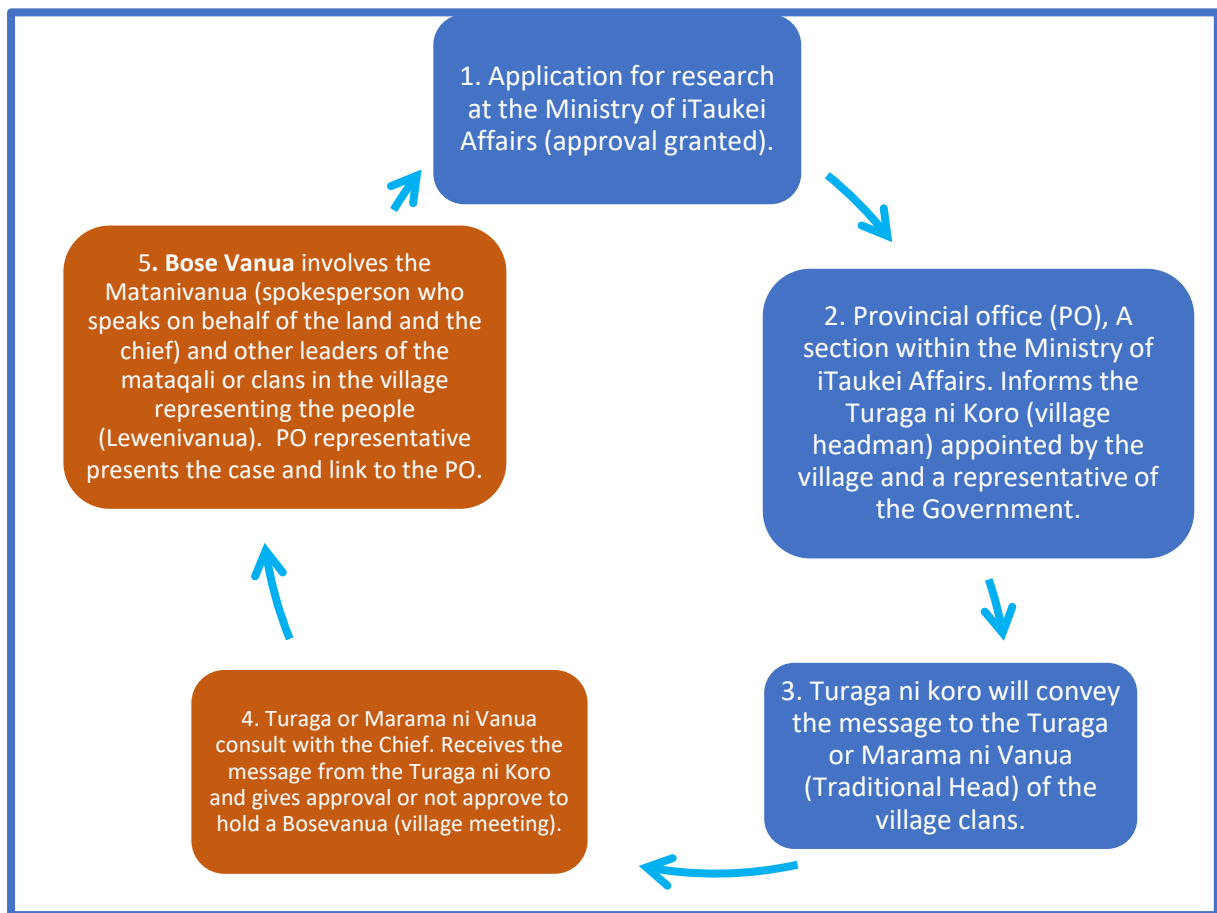 1. Application for research
at the Ministry of iTaukei
Affairs (approval granted).
2. Provincial office (PO), A
section within the Ministry of
iTaukei Affairs. Informs the
Turaga ni Koro (village
headman) appointed by the
village and a representative of
the Government.
3. Turaga ni koro will convey
the message to the Turaga
or Marama ni Vanua
(Traditional Head) of the
village clans.
4. Turaga or Marama ni Vanua
consult with the Chief. Receives the
message from the Turaga ni Koro
and gives approval or not approve to
hold a Bosevanua (village meeting).
5. Bose Vanua involves the
Matanivanua (spokesperson who
speaks on behalf of the land and the
chief) and other leaders of the
mataqali or clans in the village
representing the people
(Lewenivanua). PO representative
presents the case and link to the PO.